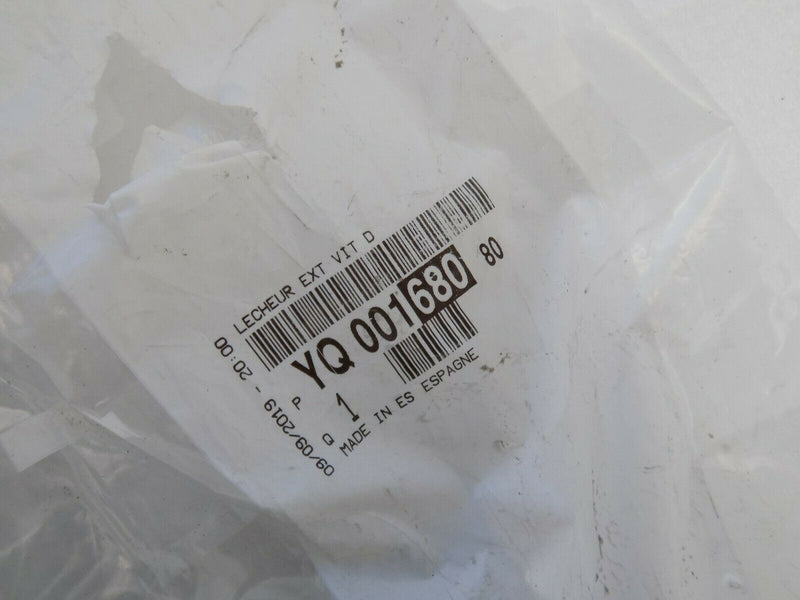 LECHEUR EXT VIT D
P YQ 001680 80
Q 1
MADE IN ES ESPAGNE
09/09/2019 - 20:00